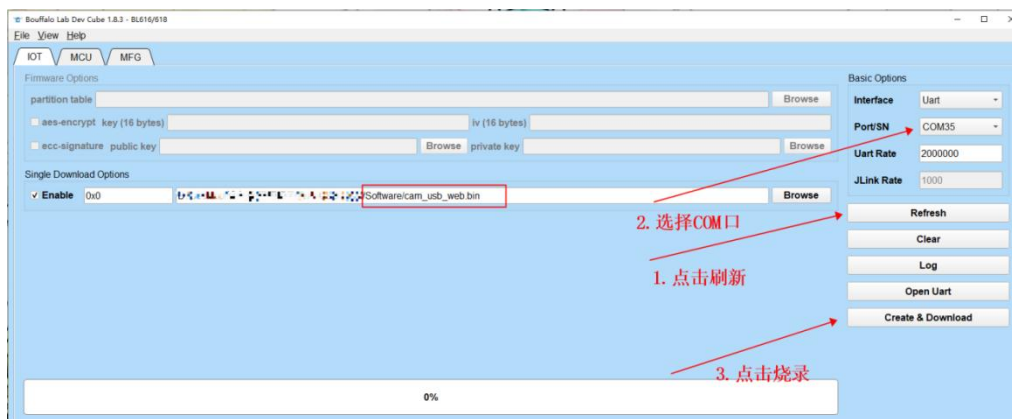 Bouffalo Lab Dev Cube 1.8.3 - BL616/618
File View Help
IOT MCU MFG
Firmware Options
partition table Browse
aes-encrypt key (16 bytes) iv (16 bytes)
ecc-signature public key Browse private key Browse
Single Download Options
Enable 0x0 /Software/cam_usb_web.bin Browse
Basic Options
Interface Uart
Port/SN COM35
Uart Rate 2000000
JLink Rate 1000
Refresh
Clear
Log
Open Uart
Create & Download
2.选择COM口
1.点击刷新
3.点击烧录
0%